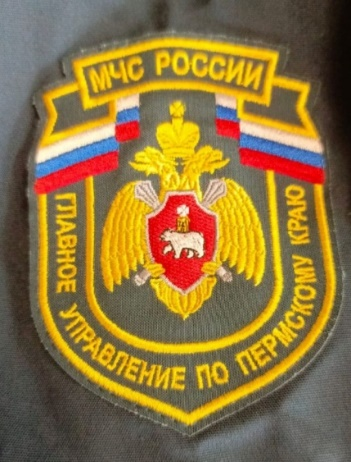 МЧС РОССИИ
ГЛАВНОЕ УПРАВЛЕНИЕ ПО ПЕРМСКОМУ КРАЮ